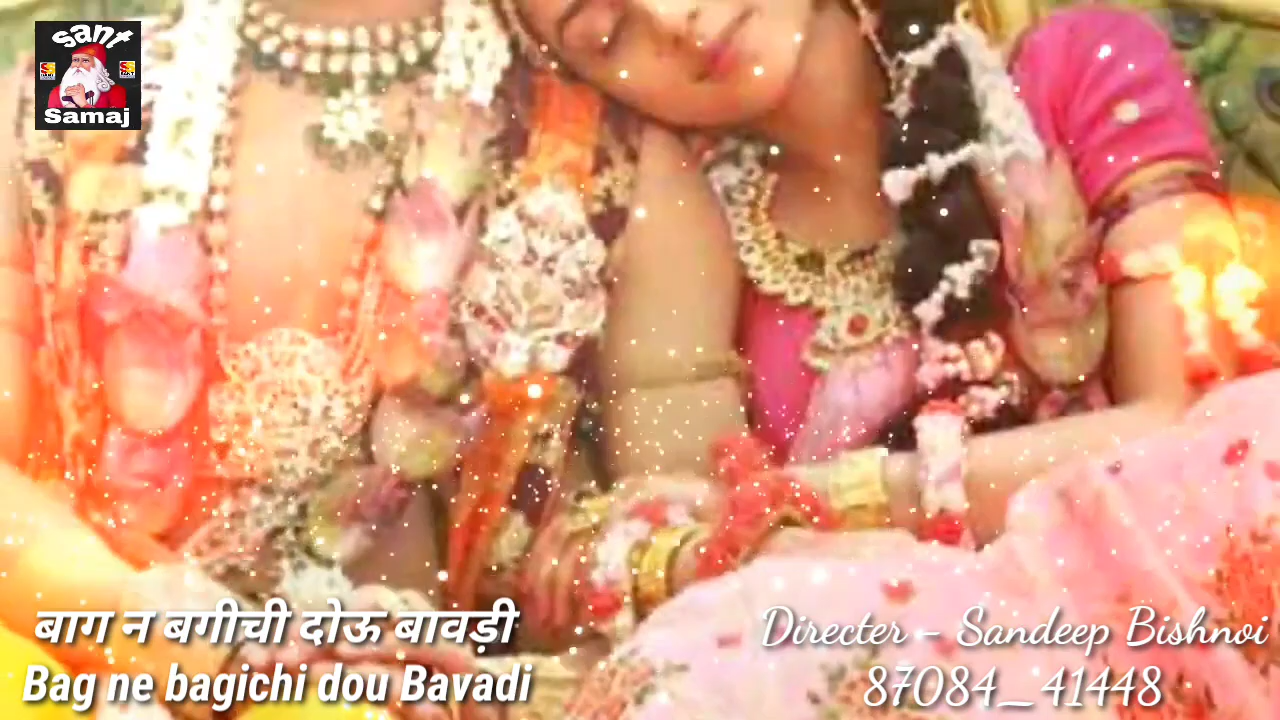 Sant
Samaj
बाग न बगीची दोऊ बावड़ी
Bag ne bagichi dou Bavadi
Directer - Sandeep Bishnoi
87084_41448